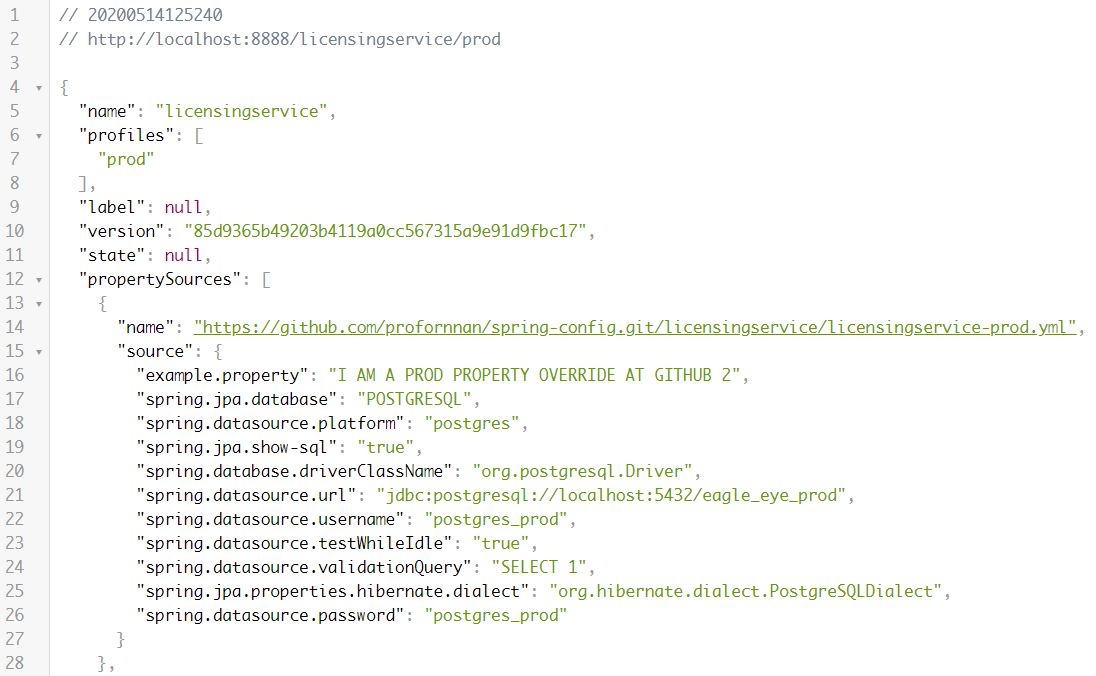 1 // 20200514125240
2 // http://localhost:8888/licensingservice/prod
3
4 {
5 "name": "licensingservice",
6 "profiles": [
7 "prod"
8 ],
9 "label": null,
10 "version": "85d9365b49203b4119a0cc567315a9e91d9fbc17",
11 "state": null,
12 "propertySources": [
13 {
14 "name": "https://github.com/profornnan/spring-config.git/licensingservice/licensingservice-prod.yml",
15 "source": {
16 "example.property": "I AM A PROD PROPERTY OVERRIDE AT GITHUB 2",
17 "spring.jpa.database": "POSTGRESQL",
18 "spring.datasource.platform": "postgres",
19 "spring.jpa.show-sql": "true",
20 "spring.database.driverClassName": "org.postgresql.Driver",
21 "spring.datasource.url": "jdbc:postgresql://localhost:5432/eagle_eye_prod",
22 "spring.datasource.username": "postgres_prod",
23 "spring.datasource.testWhileIdle": "true",
24 "spring.datasource.validationQuery": "SELECT 1",
25 "spring.jpa.properties.hibernate.dialect": "org.hibernate.dialect.PostgreSQLDialect",
26 "spring.datasource.password": "postgres_prod"
27 }
28 },